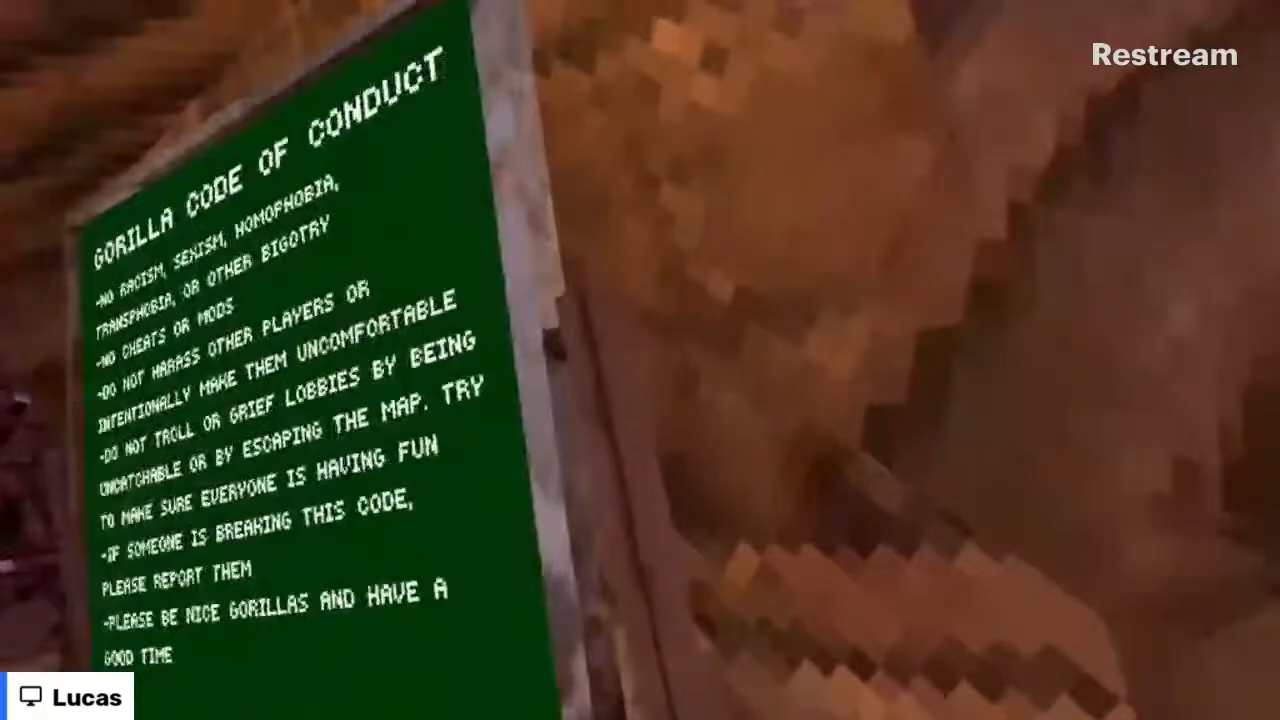 Restream
GORILLA CODE OF CONDUCT
-NO RACISM, SEXISM, HOMOPHOBIA,
TRANSPHOBIA, OR OTHER BIGOTRY
-NO CHEATS OR MODS
-DO NOT HARASS OTHER PLAYERS OR
INTENTIONALLY MAKE THEM UNCOMFORTABLE
-DO NOT TROLL OR GRIEF LOBBIES BY BEING
UNCATCHABLE OR BY ESCAPING THE MAP. TRY
TO MAKE SURE EVERYONE IS HAVING FUN
-IF SOMEONE IS BREAKING THIS CODE,
PLEASE REPORT THEM
-PLEASE BE NICE GORILLAS AND HAVE A
GOOD TIME
Lucas